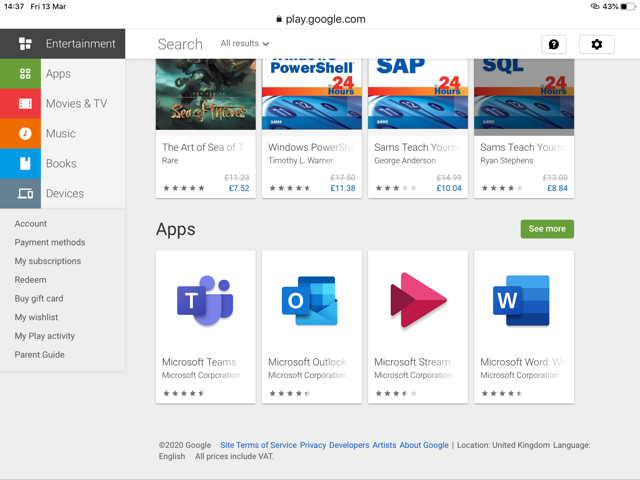 14:37 Fri 13 Mar
43%
play.google.com
Entertainment
Search
All results
Apps
Movies & TV
Music
Books
Devices
Account
Payment methods
My subscriptions
Redeem
Buy gift card
My wishlist
My Play activity
Parent Guide
Sea of Thieves
Windows
PowerShell
24
Hours
SAMS
SAP
24
Hours
SAMS
SQL
24
Hours
SAMS
The Art of Sea of T
Rare
£11.23
£7.52
Windows PowerShe
Timothy L. Warner
£17.50
£11.38
Sams Teach Yourse
George Anderson
£14.99
£10.04
Sams Teach Yourse
Ryan Stephens
£13.00
£8.84
Apps
See more
T
Microsoft Teams
Microsoft Corporation
O
Microsoft Outlook:
Microsoft Corporation
Microsoft Stream
Microsoft Corporation
W
Microsoft Word: Wr
Microsoft Corporation
©2020 Google Site Terms of Service Privacy Developers Artists About Google | Location: United Kingdom Language:
English All prices include VAT.